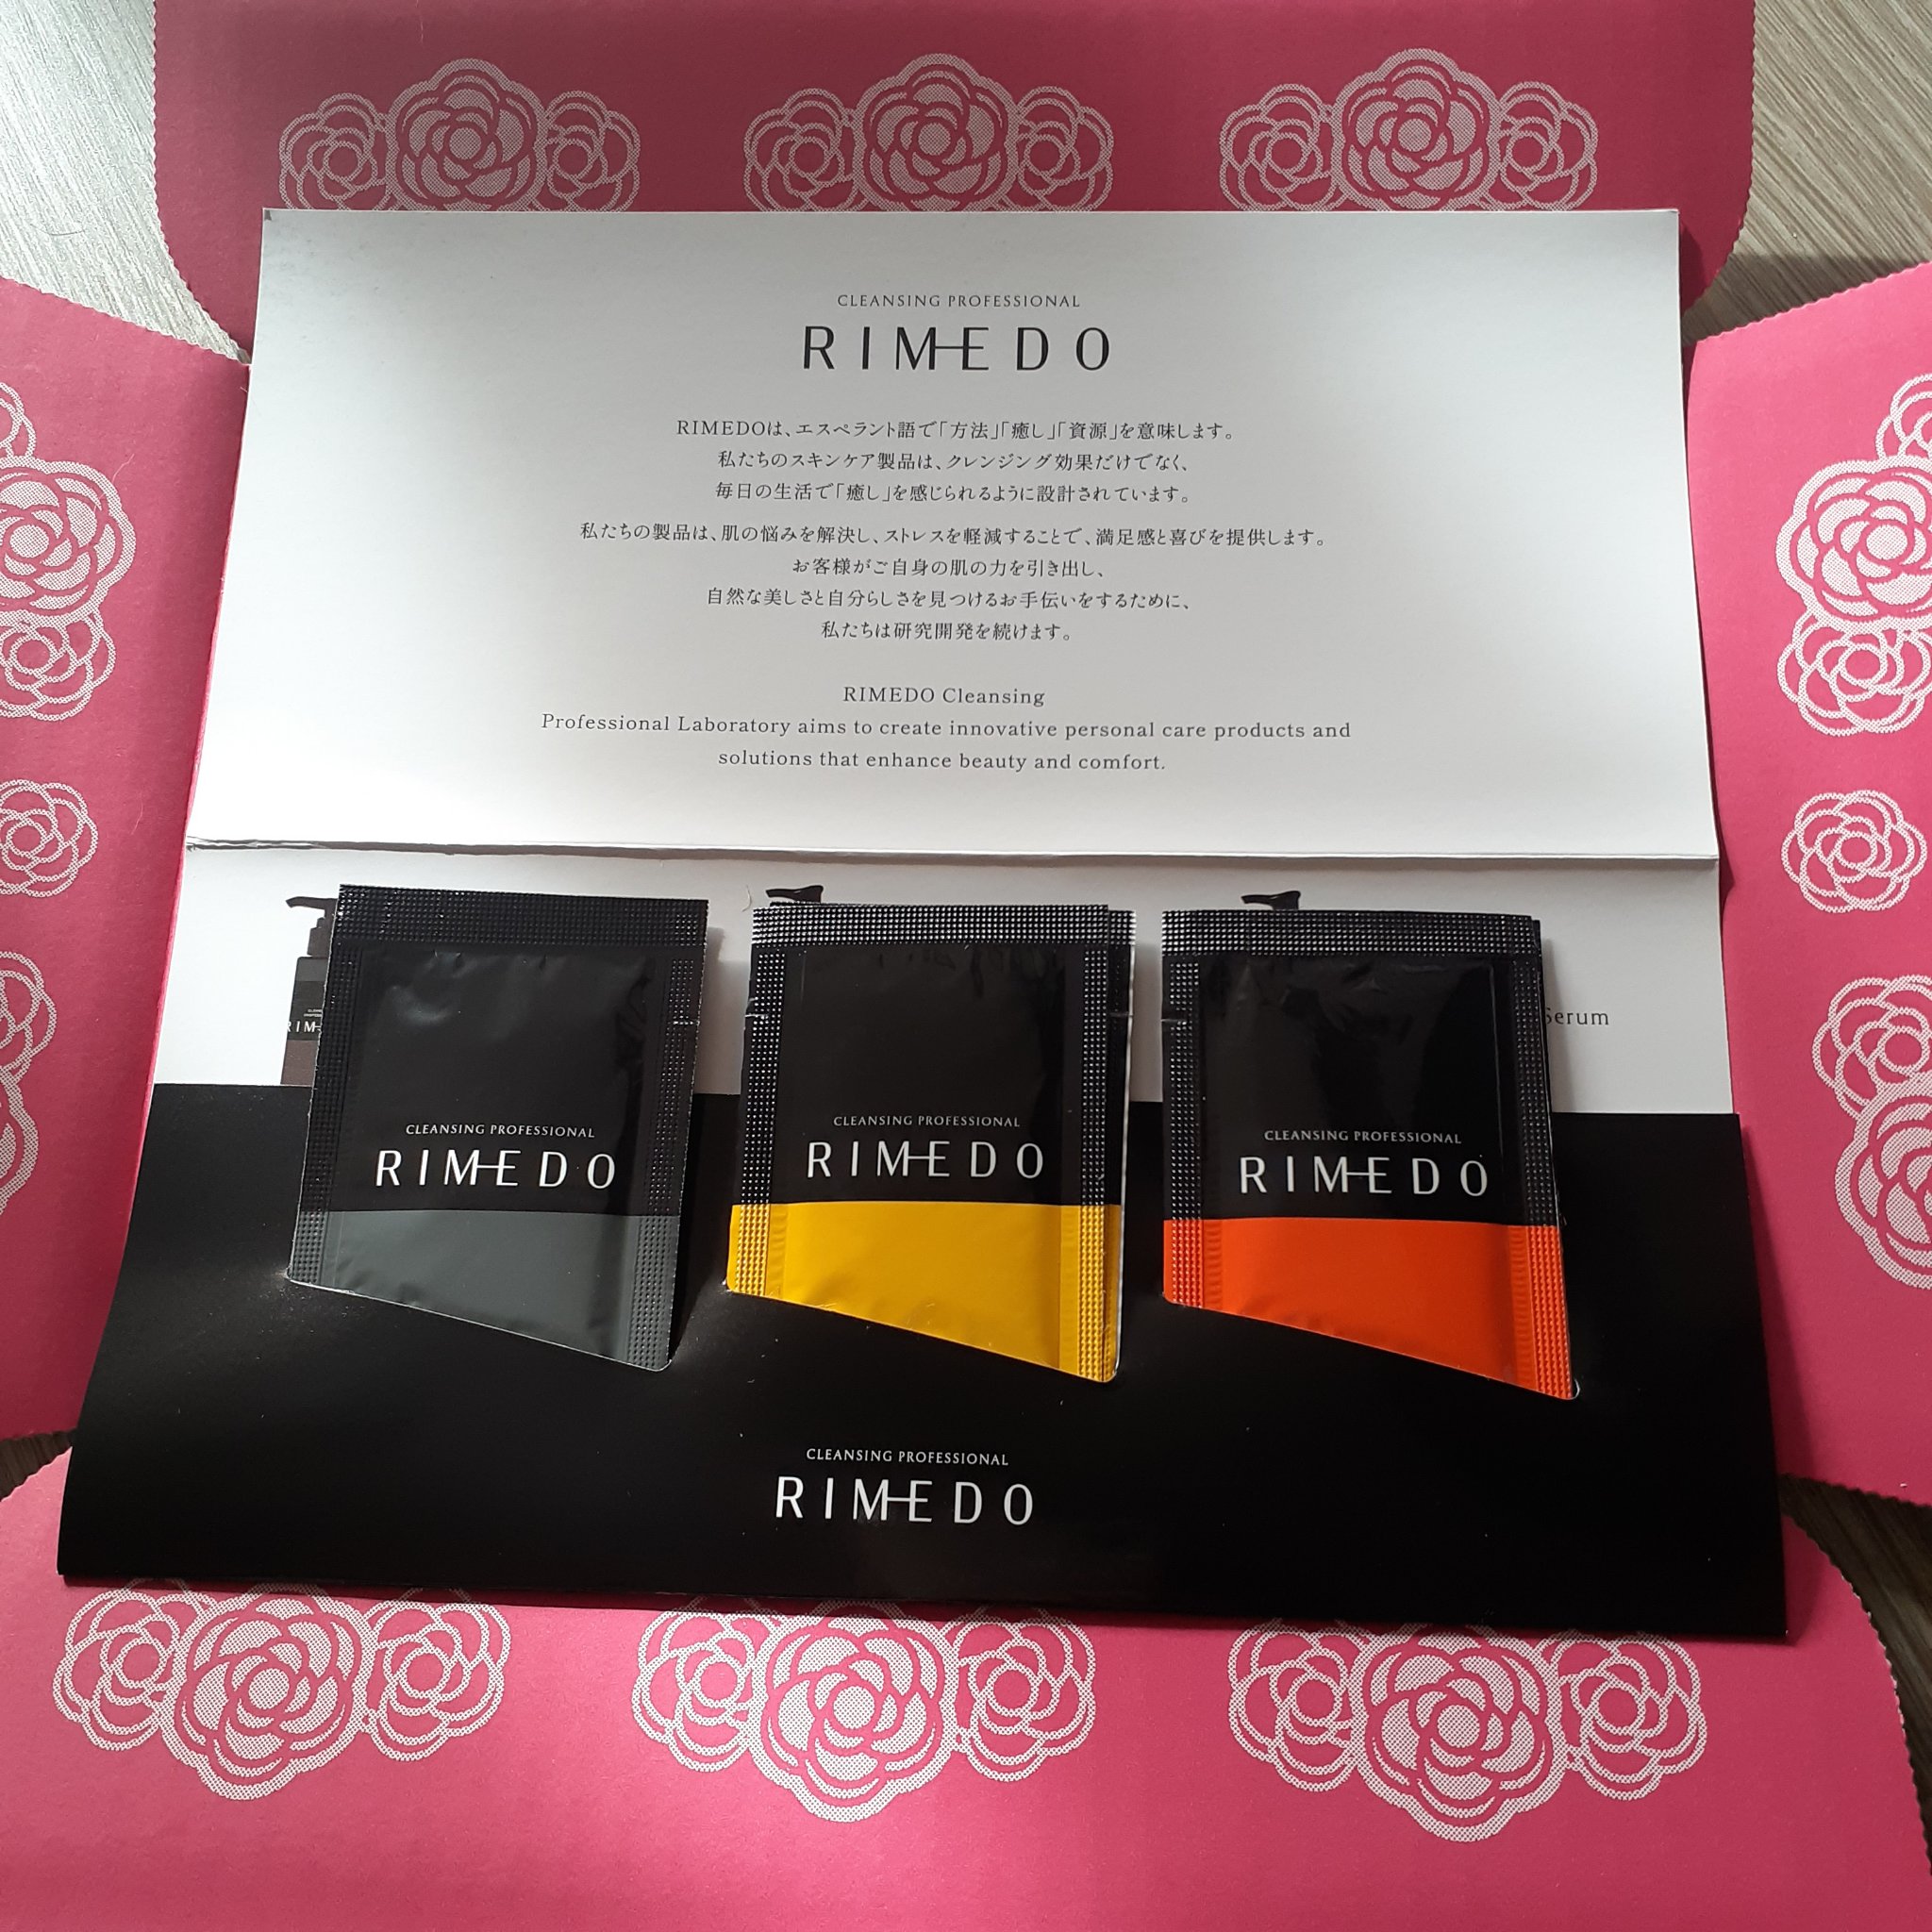 CLEANSING PROFESSIONAL
RIMEDO
RIMEDOは、エスペラント語で「方法」「癒し」「資源」を意味します。
私たちのスキンケア製品は、クレンジング効果だけでなく、
毎日の生活で「癒し」を感じられるように設計されています。
私たちの製品は、肌の悩みを解決し、ストレスを軽減することで、満足感と喜びを提供します。
お客様がご自身の肌の力を引き出し、
自然な美しさと自分らしさを見つけるお手伝いをするために、
私たちは研究開発を続けます。
RIMEDO Cleansing
Professional Laboratory aims to create innovative personal care products and
solutions that enhance beauty and comfort.
Serum
CLEANSING PROFESSIONAL
RIMEDO
CLEANSING PROFESSIONAL
RIMEDO
CLEANSING PROFESSIONAL
RIMEDO
CLEANSING PROFESSIONAL
RIMEDO